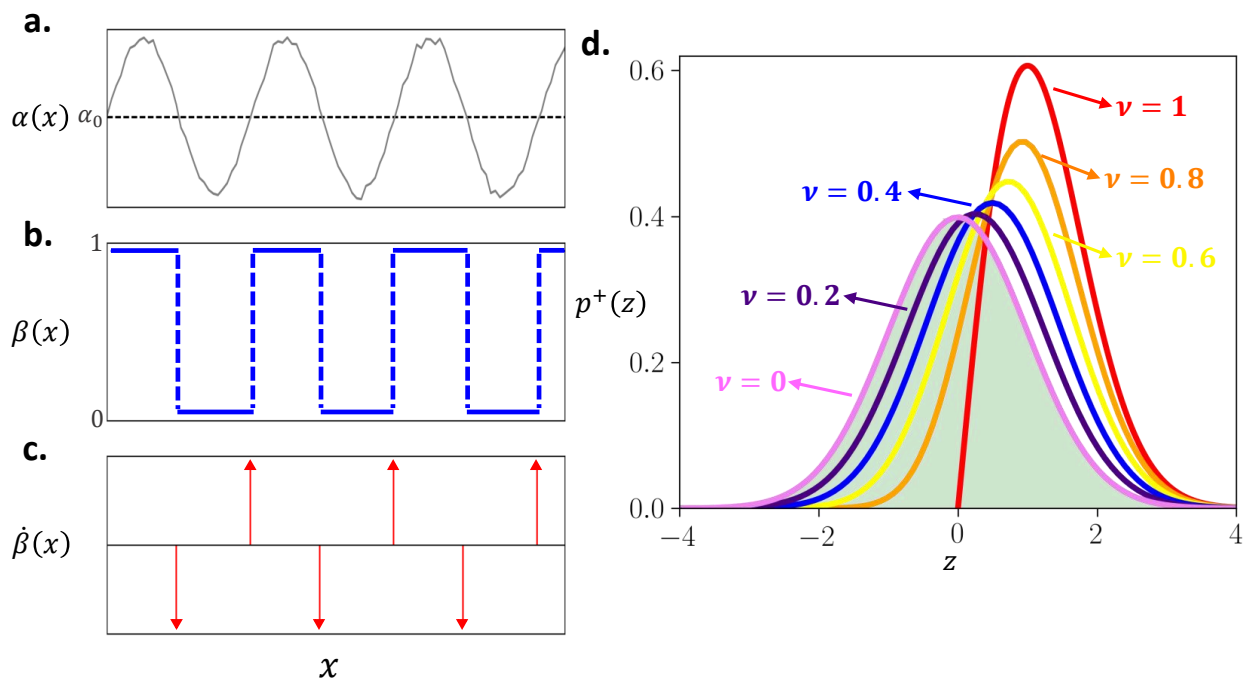 a.
α(x)
α₀
b.
1
β(x)
0
c.
β̇(x)
x
d.
0.6
0.4
0.2
0.0
p⁺(z)
ν = 1
ν = 0.8
ν = 0.4
ν = 0.6
ν = 0.2
ν = 0
−4
−2
0
2
4
z